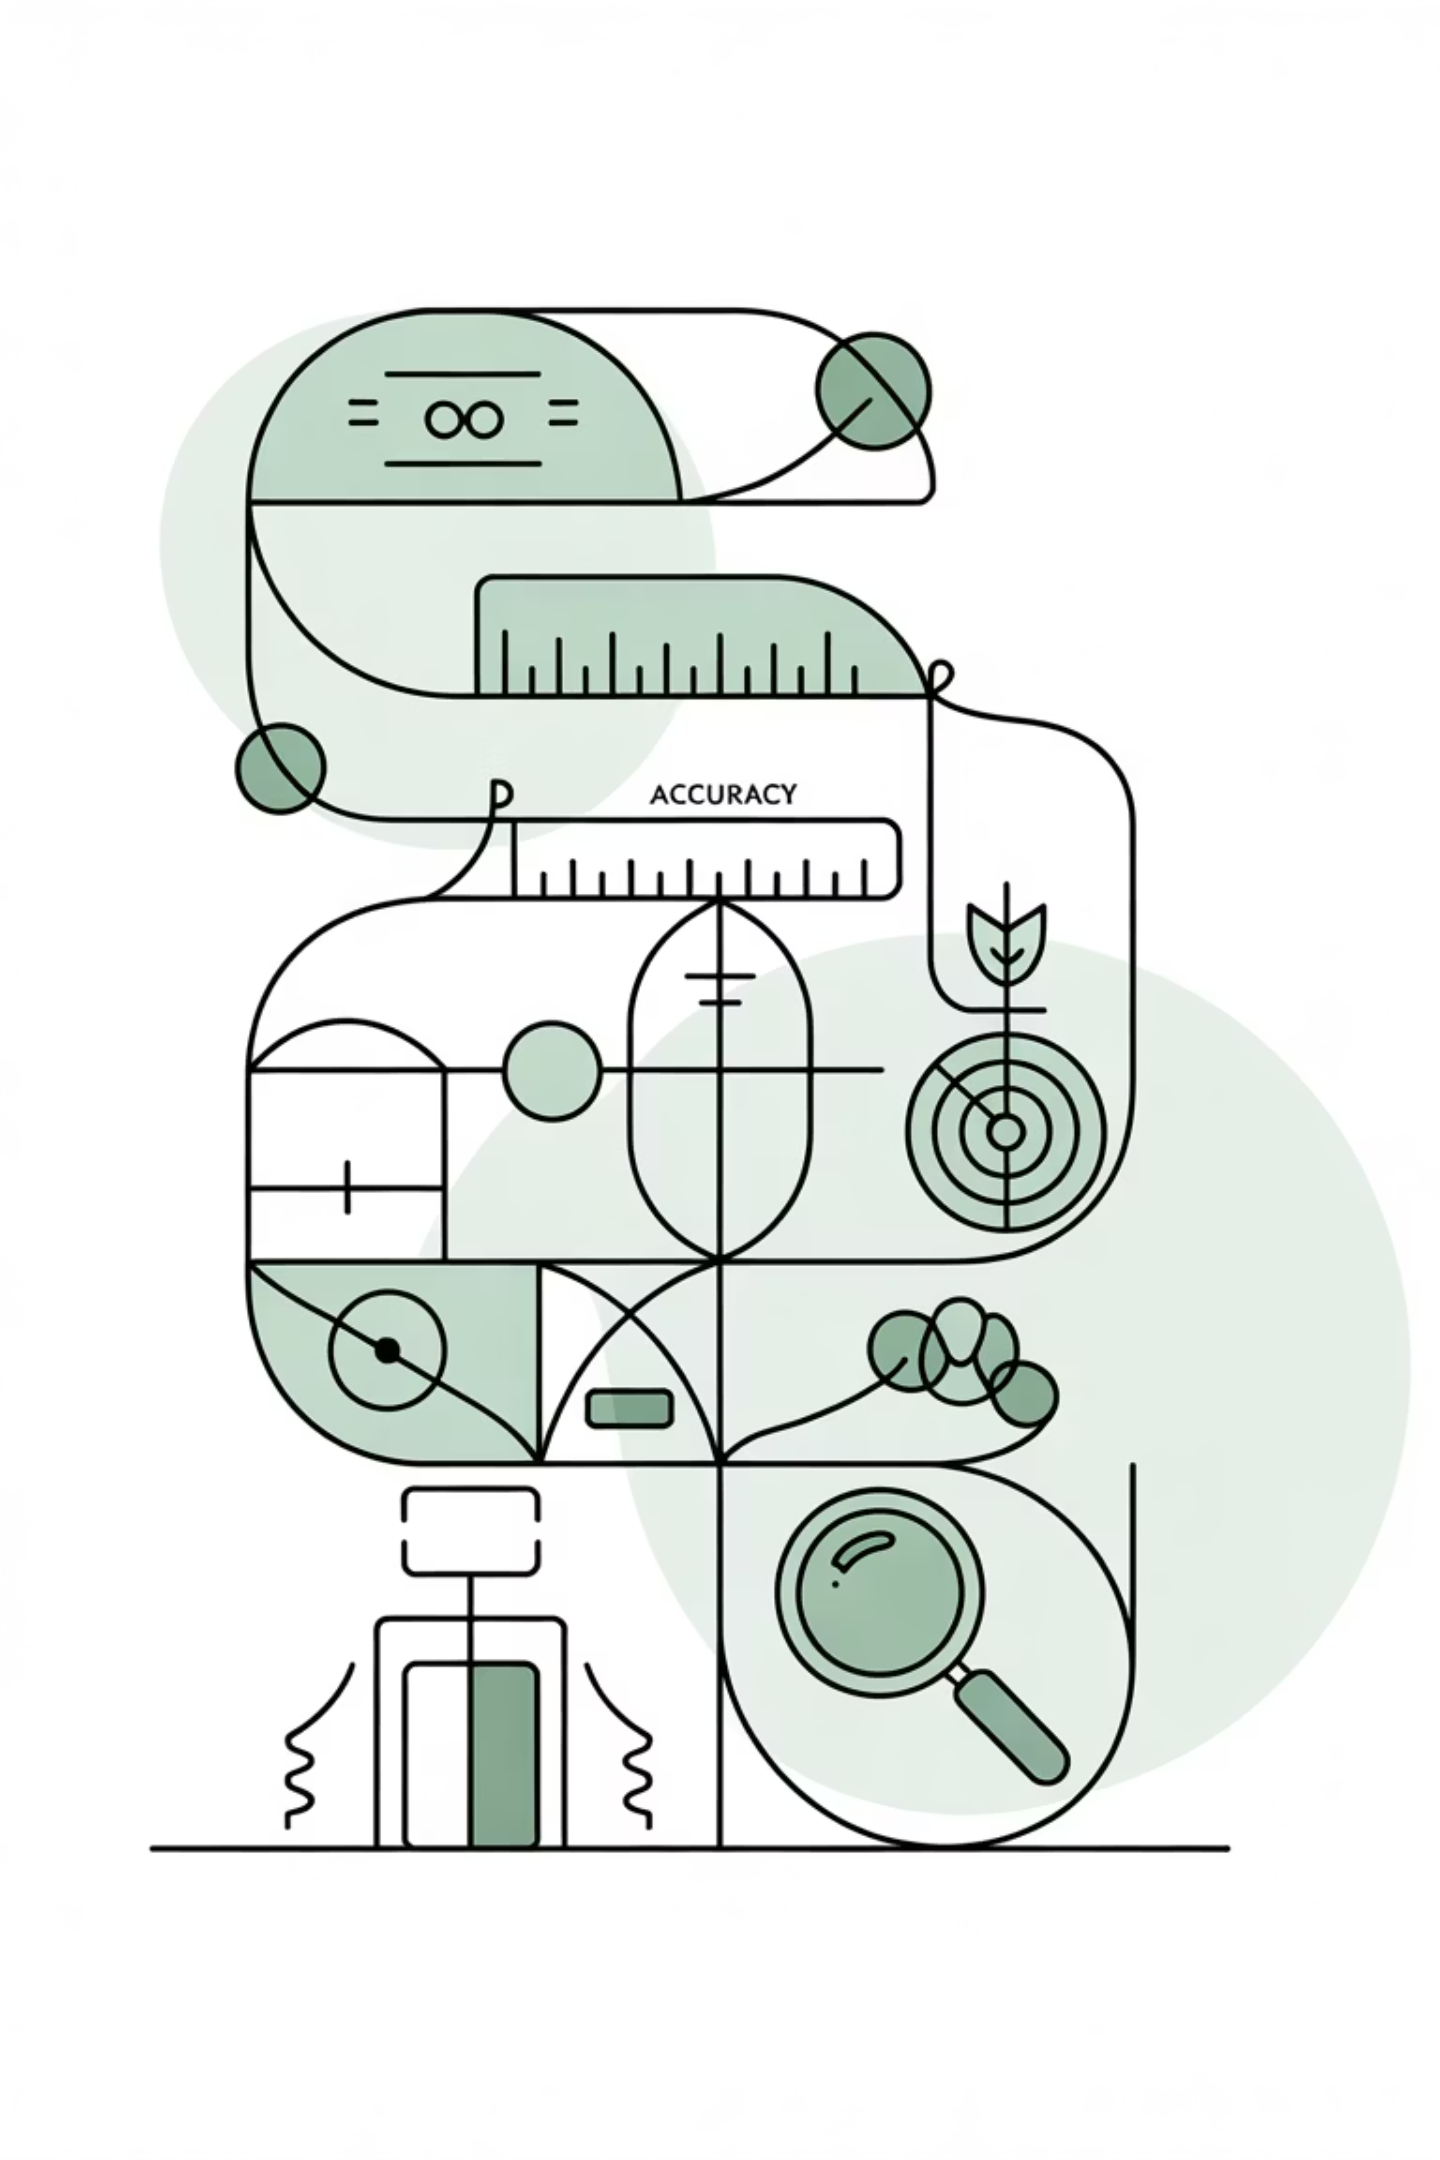 = ∞ =
p
ACCURACY